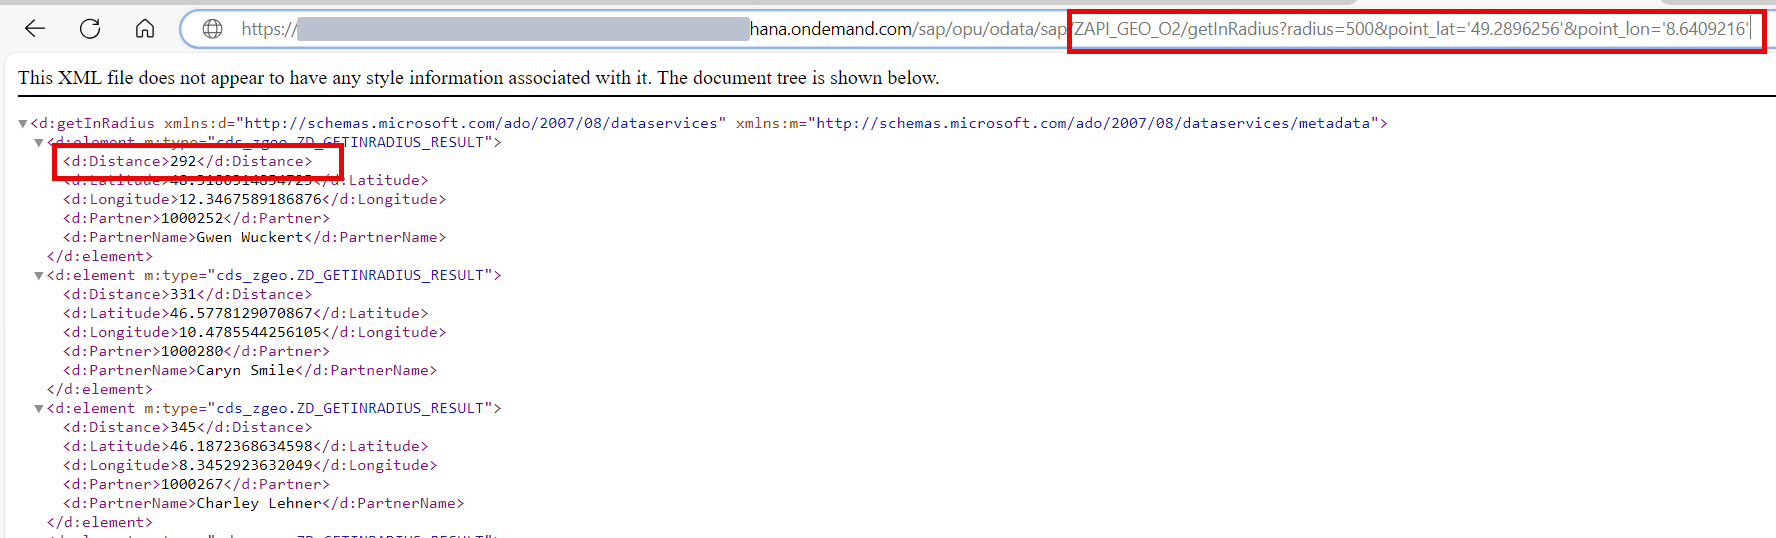 https://hana.ondemand.com/sap/opu/odata/sap/ZAPI_GEO_O2/getInRadius?radius=500&point_lat='49.2896256'&point_lon='8.6409216'
This XML file does not appear to have any style information associated with it. The document tree is shown below.
▼<d:getInRadius xmlns:d="http://schemas.microsoft.com/ado/2007/08/dataservices" xmlns:m="http://schemas.microsoft.com/ado/2007/08/dataservices/metadata">
▼<d:element m:type="cds_zgeo.ZD_GETINRADIUS_RESULT">
<d:Distance>292</d:Distance>
</d:Latitude>
<d:Longitude>12.3467589186876</d:Longitude>
<d:Partner>1000252</d:Partner>
<d:PartnerName>Gwen Wuckert</d:PartnerName>
</d:element>
▼<d:element m:type="cds_zgeo.ZD_GETINRADIUS_RESULT">
<d:Distance>331</d:Distance>
<d:Latitude>46.5778129070867</d:Latitude>
<d:Longitude>10.4785544256105</d:Longitude>
<d:Partner>1000280</d:Partner>
<d:PartnerName>Caryn Smile</d:PartnerName>
</d:element>
▼<d:element m:type="cds_zgeo.ZD_GETINRADIUS_RESULT">
<d:Distance>345</d:Distance>
<d:Latitude>46.1872368634598</d:Latitude>
<d:Longitude>8.3452923632049</d:Longitude>
<d:Partner>1000267</d:Partner>
<d:PartnerName>Charley Lehner</d:PartnerName>
</d:element>